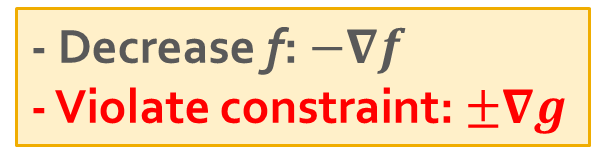 - Decrease f: −∇f
- Violate constraint: ±∇g